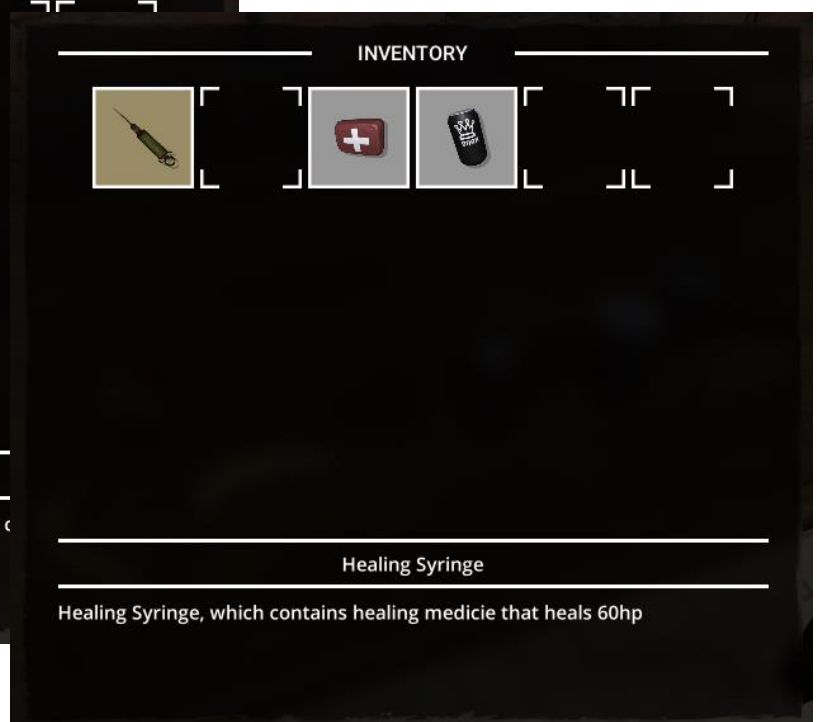 INVENTORY
Healing Syringe
Healing Syringe, which contains healing medicie that heals 60hp